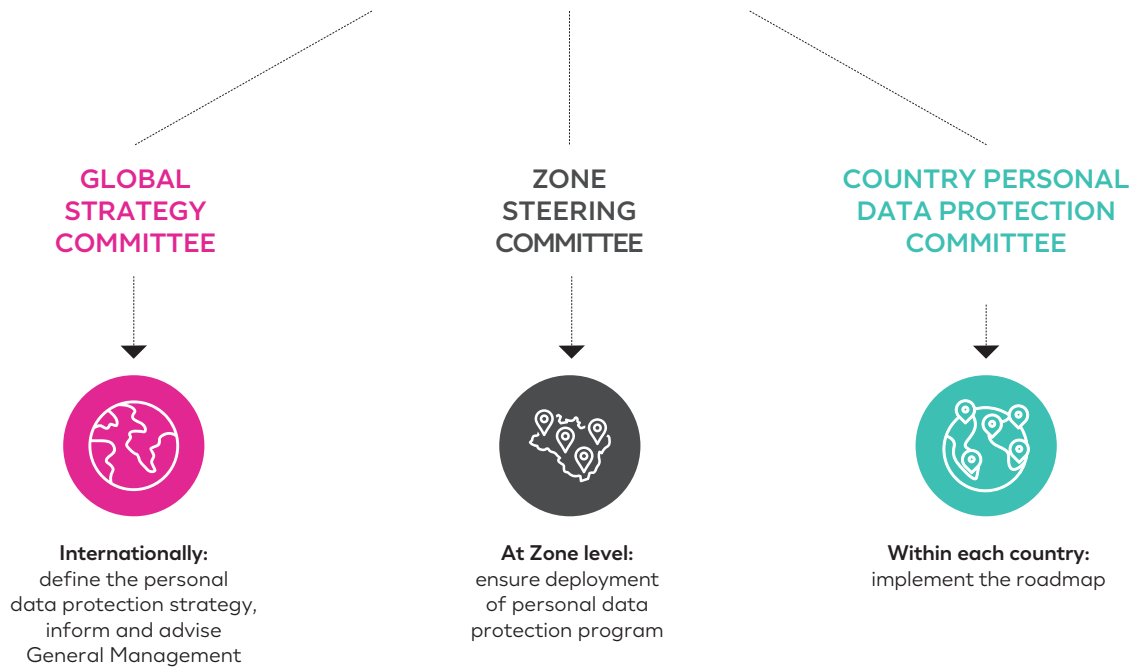 GLOBAL
STRATEGY
COMMITTEE
ZONE
STEERING
COMMITTEE
COUNTRY PERSONAL
DATA PROTECTION
COMMITTEE
Internationally:
define the personal
data protection strategy,
inform and advise
General Management
At Zone level:
ensure deployment
of personal data
protection program
Within each country:
implement the roadmap